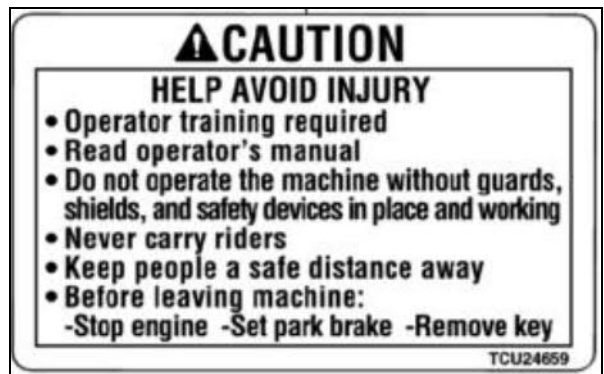 CAUTION
HELP AVOID INJURY
• Operator training required
• Read operator's manual
• Do not operate the machine without guards,
shields, and safety devices in place and working
• Never carry riders
• Keep people a safe distance away
• Before leaving machine:
-Stop engine -Set park brake -Remove key
TCU24659